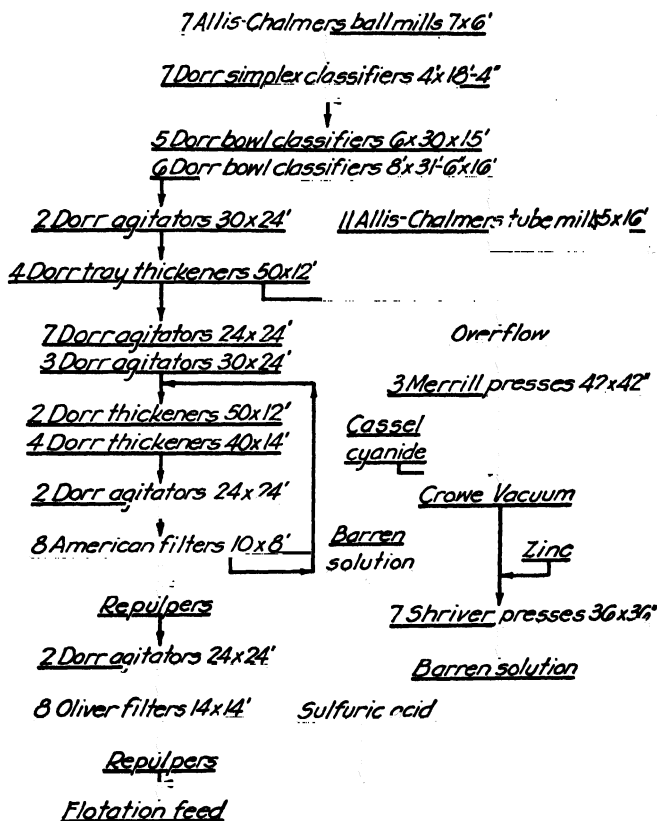 7 Allis-Chalmers ball mills 7x6'
7 Dorr simplex classifiers 4'x18'-4"
5 Dorr bowl classifiers 6x30x15'
6 Dorr bowl classifiers 8'x31'-6"x16'
2 Dorr agitators 30x24'
11 Allis-Chalmers tube mills 5x16'
4 Dorr tray thickeners 50x12'
7 Dorr agitators 24x24'
3 Dorr agitators 30x24'
Overflow
3 Merrill presses 42x42"
2 Dorr thickeners 50x12'
4 Dorr thickeners 40x14'
Cassel
cyanide
2 Dorr agitators 24x24'
Crowe Vacuum
8 American filters 10x8'
Barren
solution
Zinc
Repulpers
7 Shriver presses 36x36"
2 Dorr agitators 24x24'
Barren solution
8 Oliver filters 14x14'
Sulfuric acid
Repulpers
Flotation feed